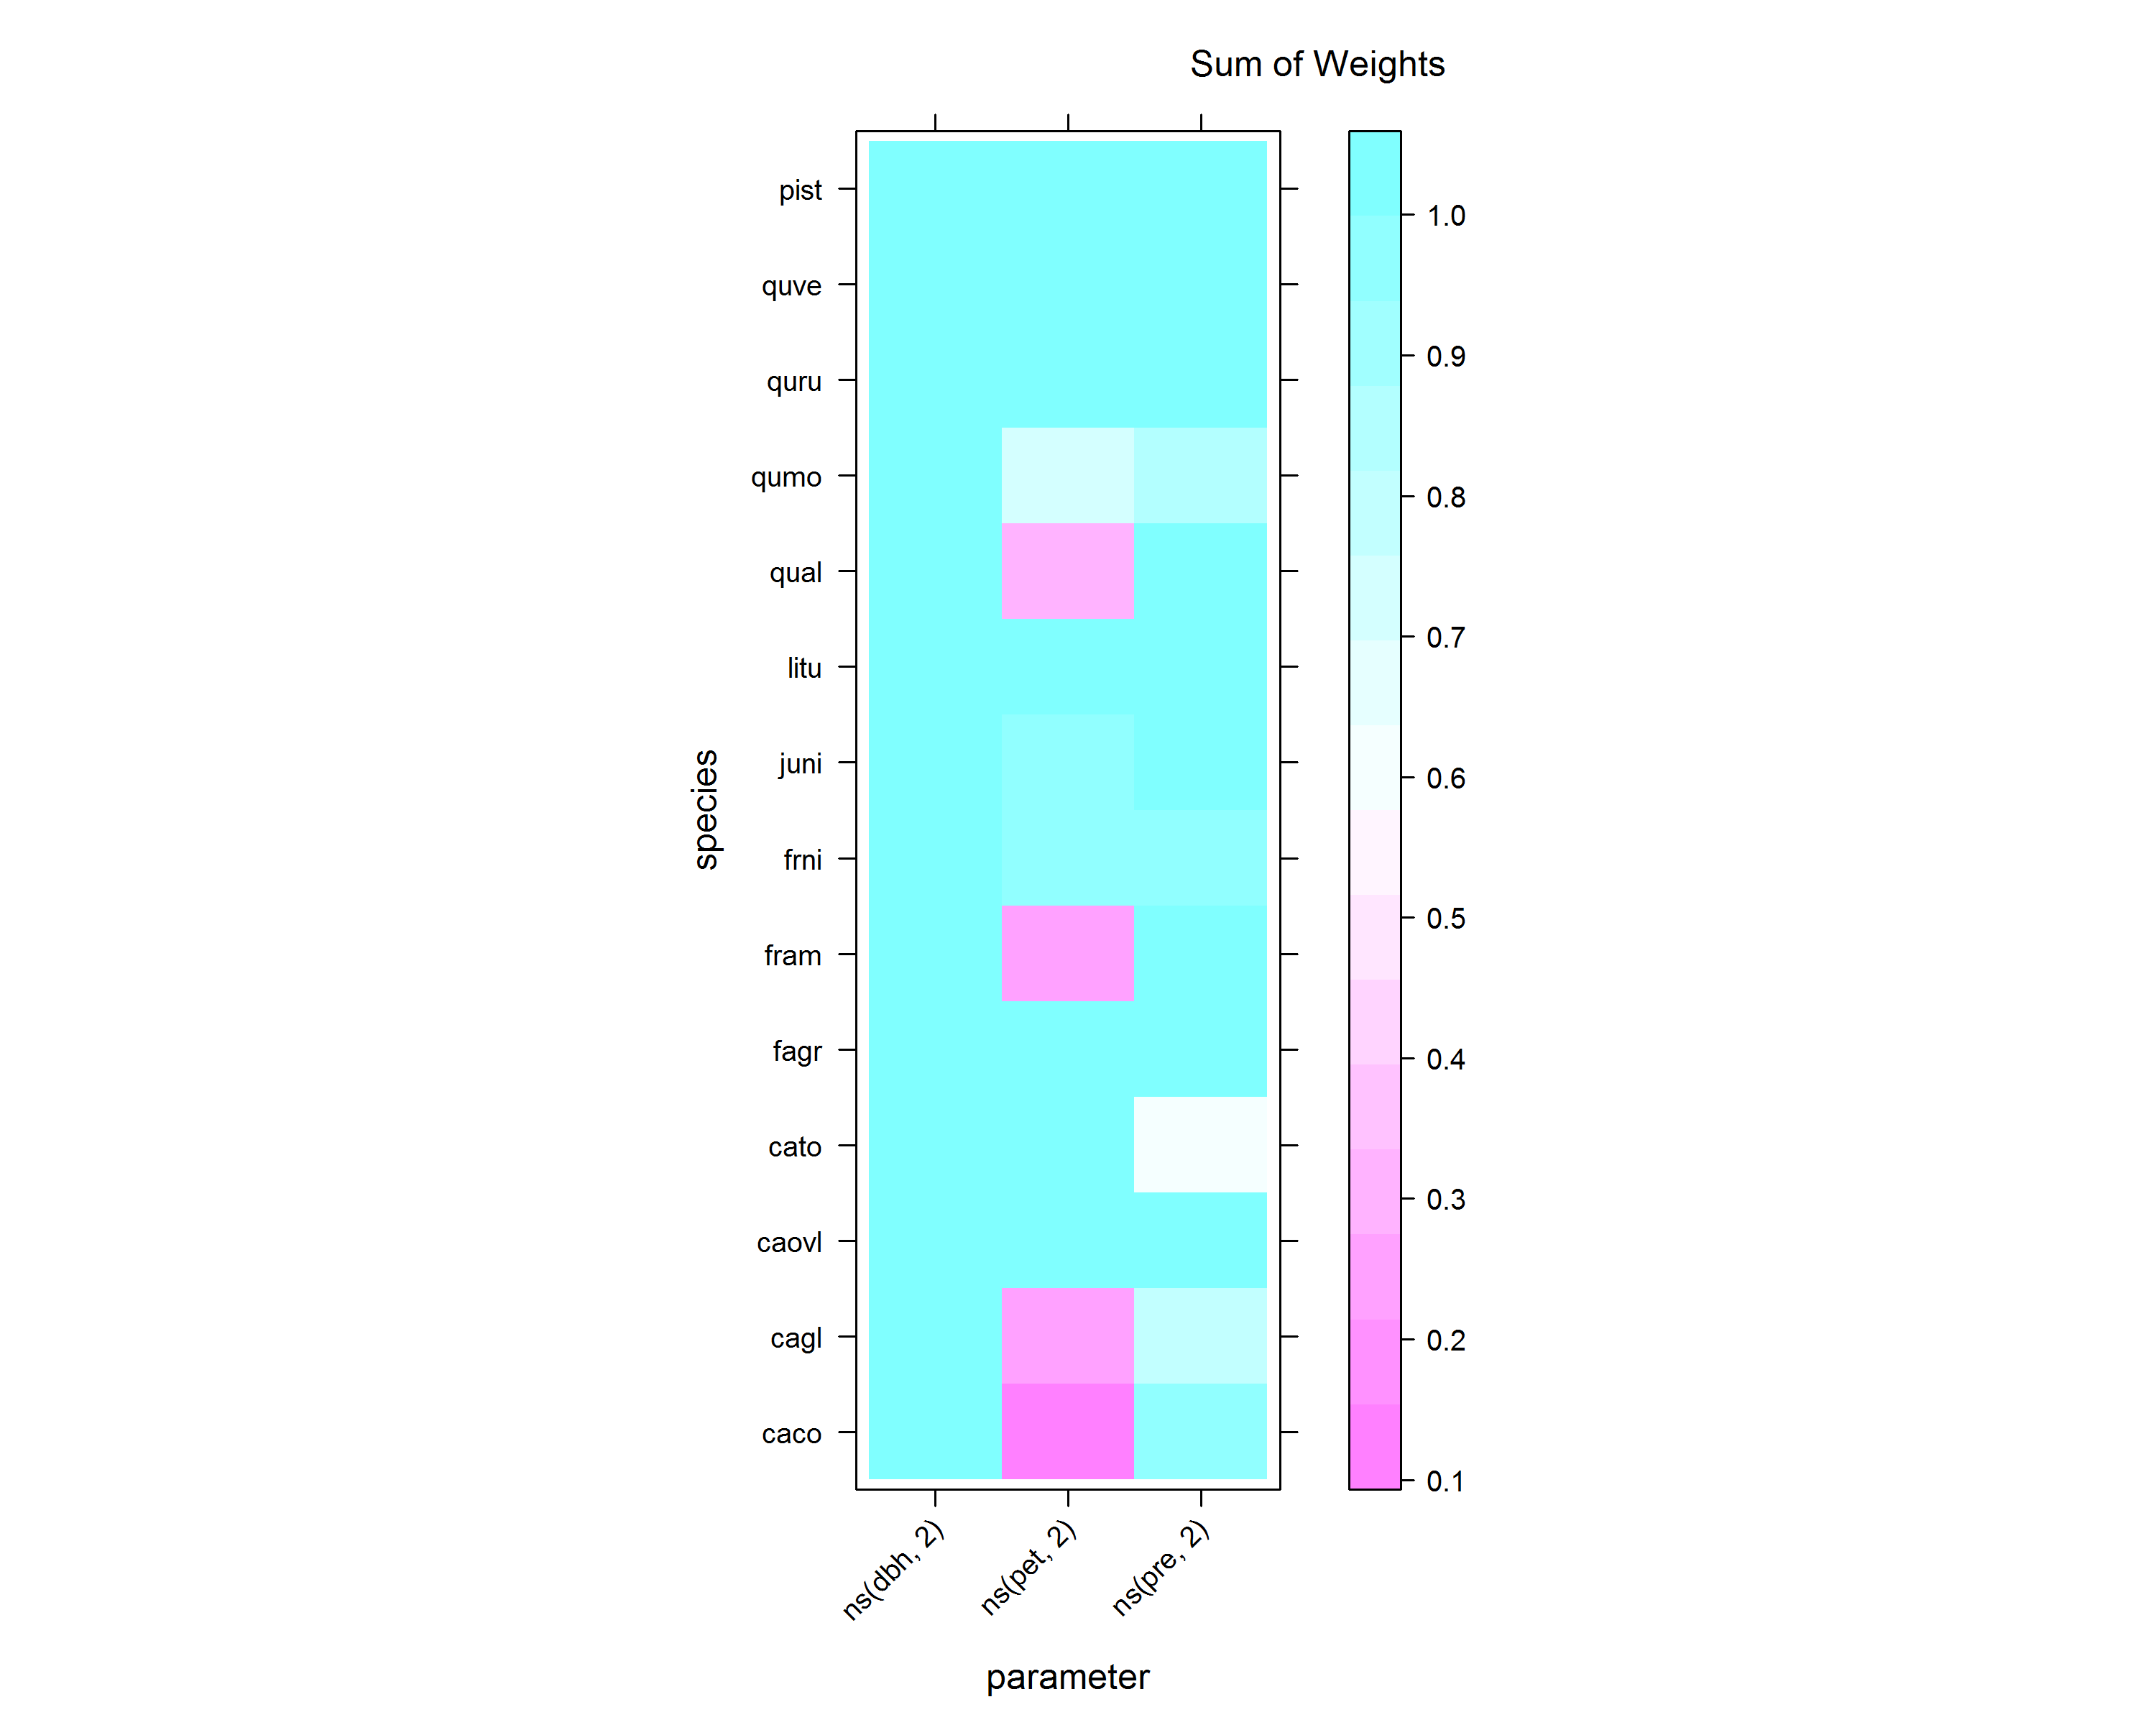 Sum of Weights
pist
quve
quru
qumo
qual
litu
juni
frni
fram
fagr
cato
caovl
cagl
caco
species
1.0
0.9
0.8
0.7
0.6
0.5
0.4
0.3
0.2
0.1
ns(dbh, 2)
ns(pet, 2)
ns(pre, 2)
parameter